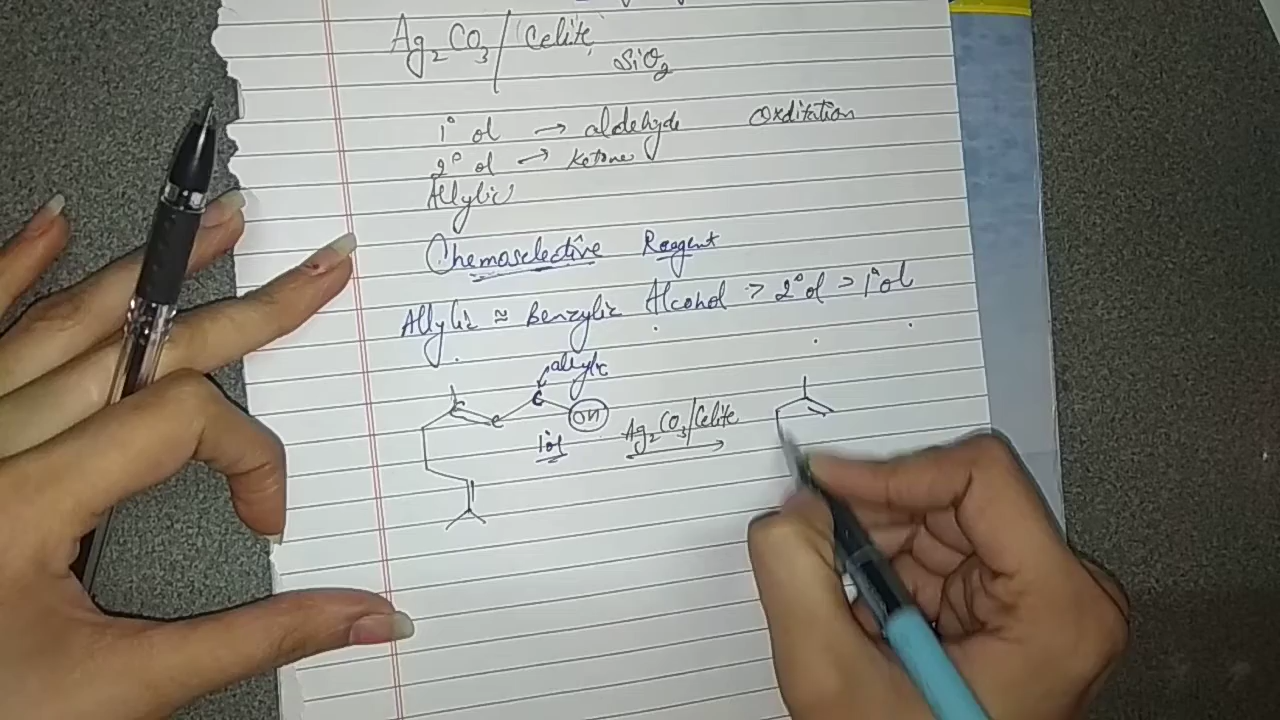 Ag2CO3/Celite
SiO2
1° ol → aldehyde Oxditation
2° ol → Ketone
Allylic
Chemoselective Reagent
Allylic ≈ Benzylic Alcohol > 2° ol > 1° ol
allylic
C C C OH
1°ol
Ag2CO3/Celite